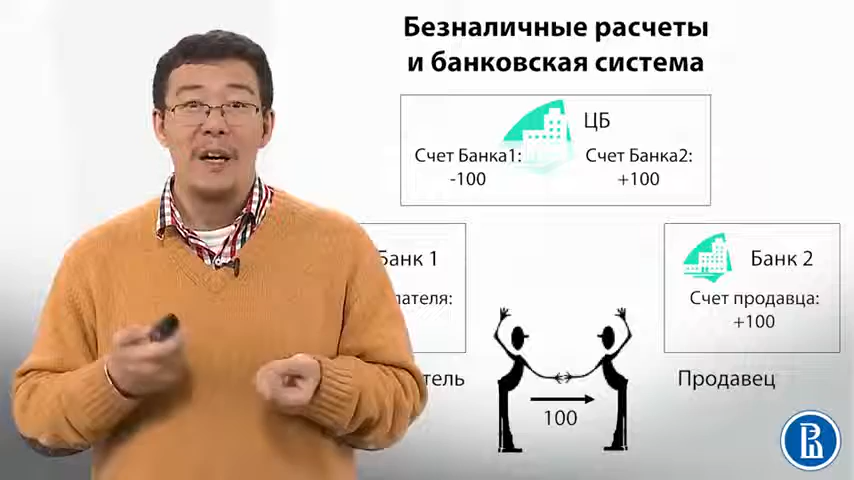 Безналичные расчеты
и банковская система
ЦБ
Счет Банка1:
-100
Счет Банка2:
+100
Банк 1
Банк 2
Счет продавца:
+100
Продавец
100